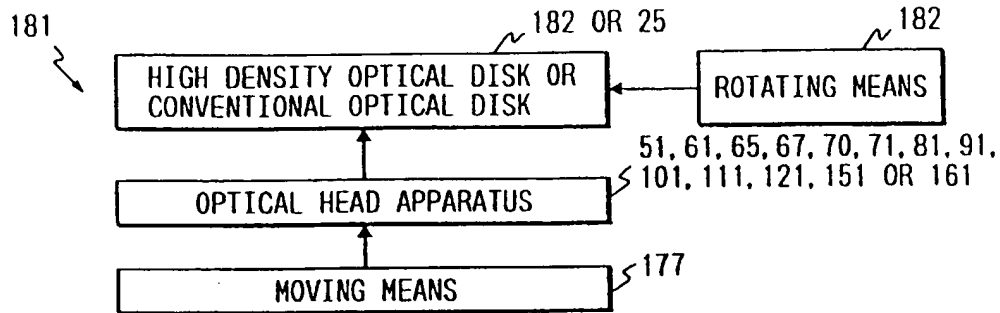 181
182 OR 25
182
HIGH DENSITY OPTICAL DISK OR
CONVENTIONAL OPTICAL DISK
ROTATING MEANS
51, 61, 65, 67, 70, 71, 81, 91,
101, 111, 121, 151 OR 161
OPTICAL HEAD APPARATUS
177
MOVING MEANS